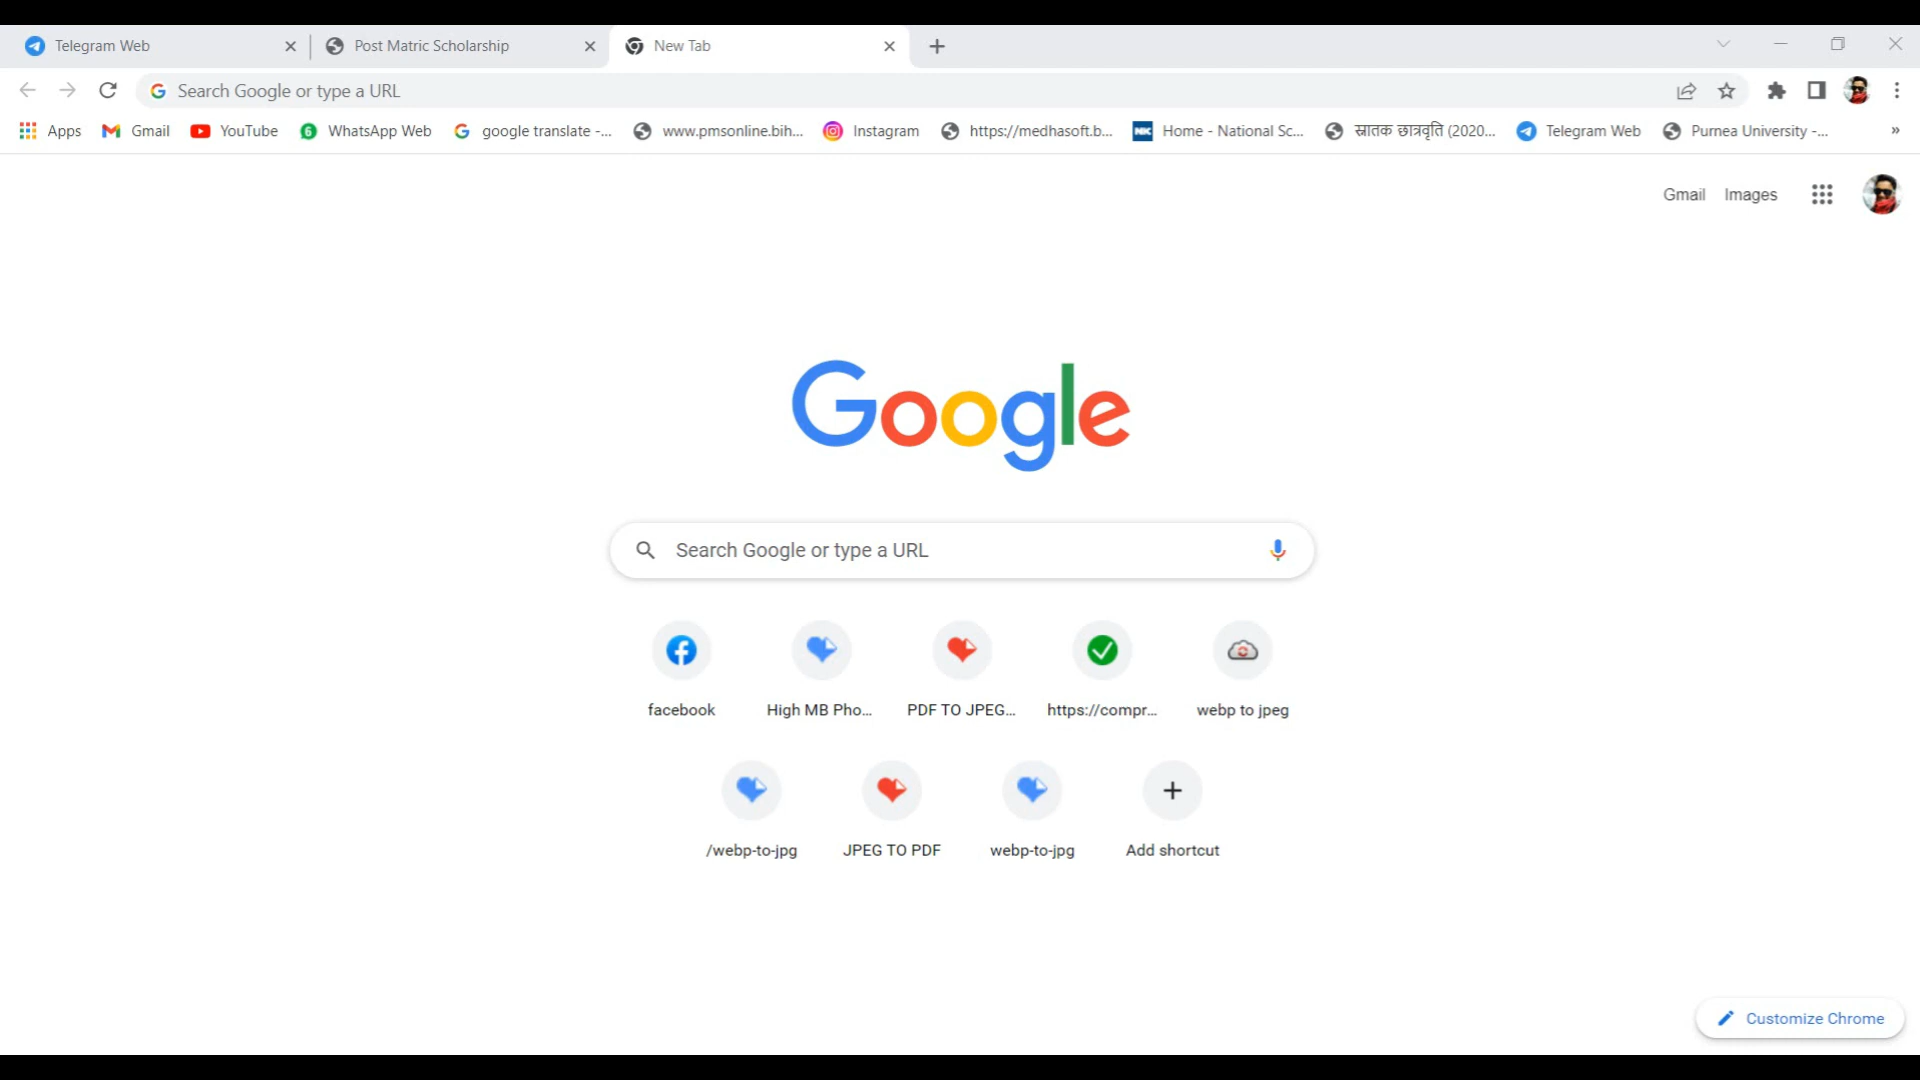 Telegram Web
Post Matric Scholarship
New Tab
Search Google or type a URL
Apps
Gmail
YouTube
6
WhatsApp Web
google translate -...
www.pmsonline.bih...
Instagram
https://medhasoft.b...
NK
Home - National Sc...
स्नातक छात्रवृति (2020...
Telegram Web
Purnea University -...
»
Gmail
Images
Google
Search Google or type a URL
facebook
High MB Pho...
PDF TO JPEG...
https://compr...
webp to jpeg
/webp-to-jpg
JPEG TO PDF
webp-to-jpg
Add shortcut
Customize Chrome